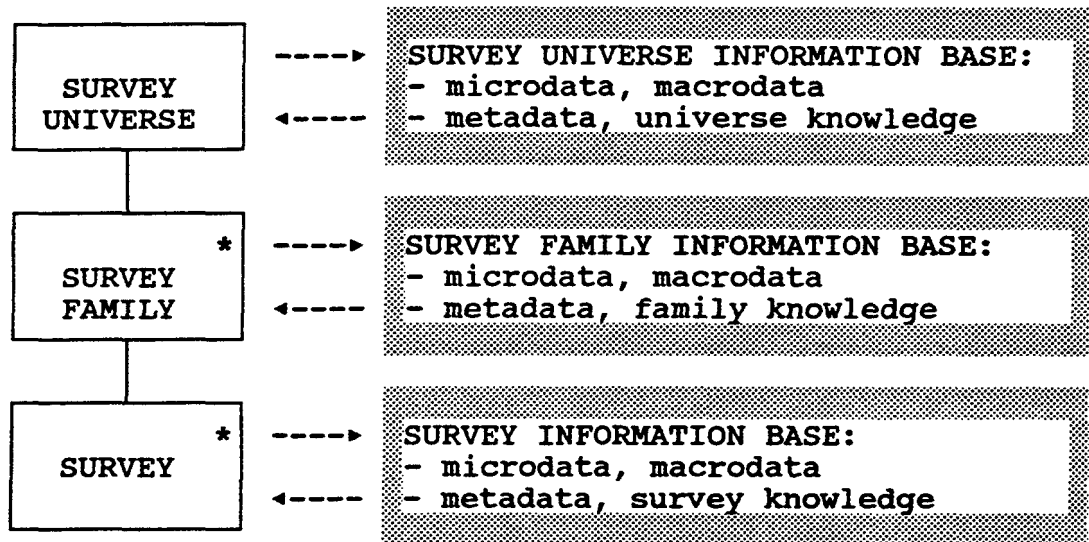 SURVEY
UNIVERSE
SURVEY UNIVERSE INFORMATION BASE:
- microdata, macrodata
- metadata, universe knowledge
*
SURVEY
FAMILY
SURVEY FAMILY INFORMATION BASE:
- microdata, macrodata
- metadata, family knowledge
*
SURVEY
SURVEY INFORMATION BASE:
- microdata, macrodata
- metadata, survey knowledge